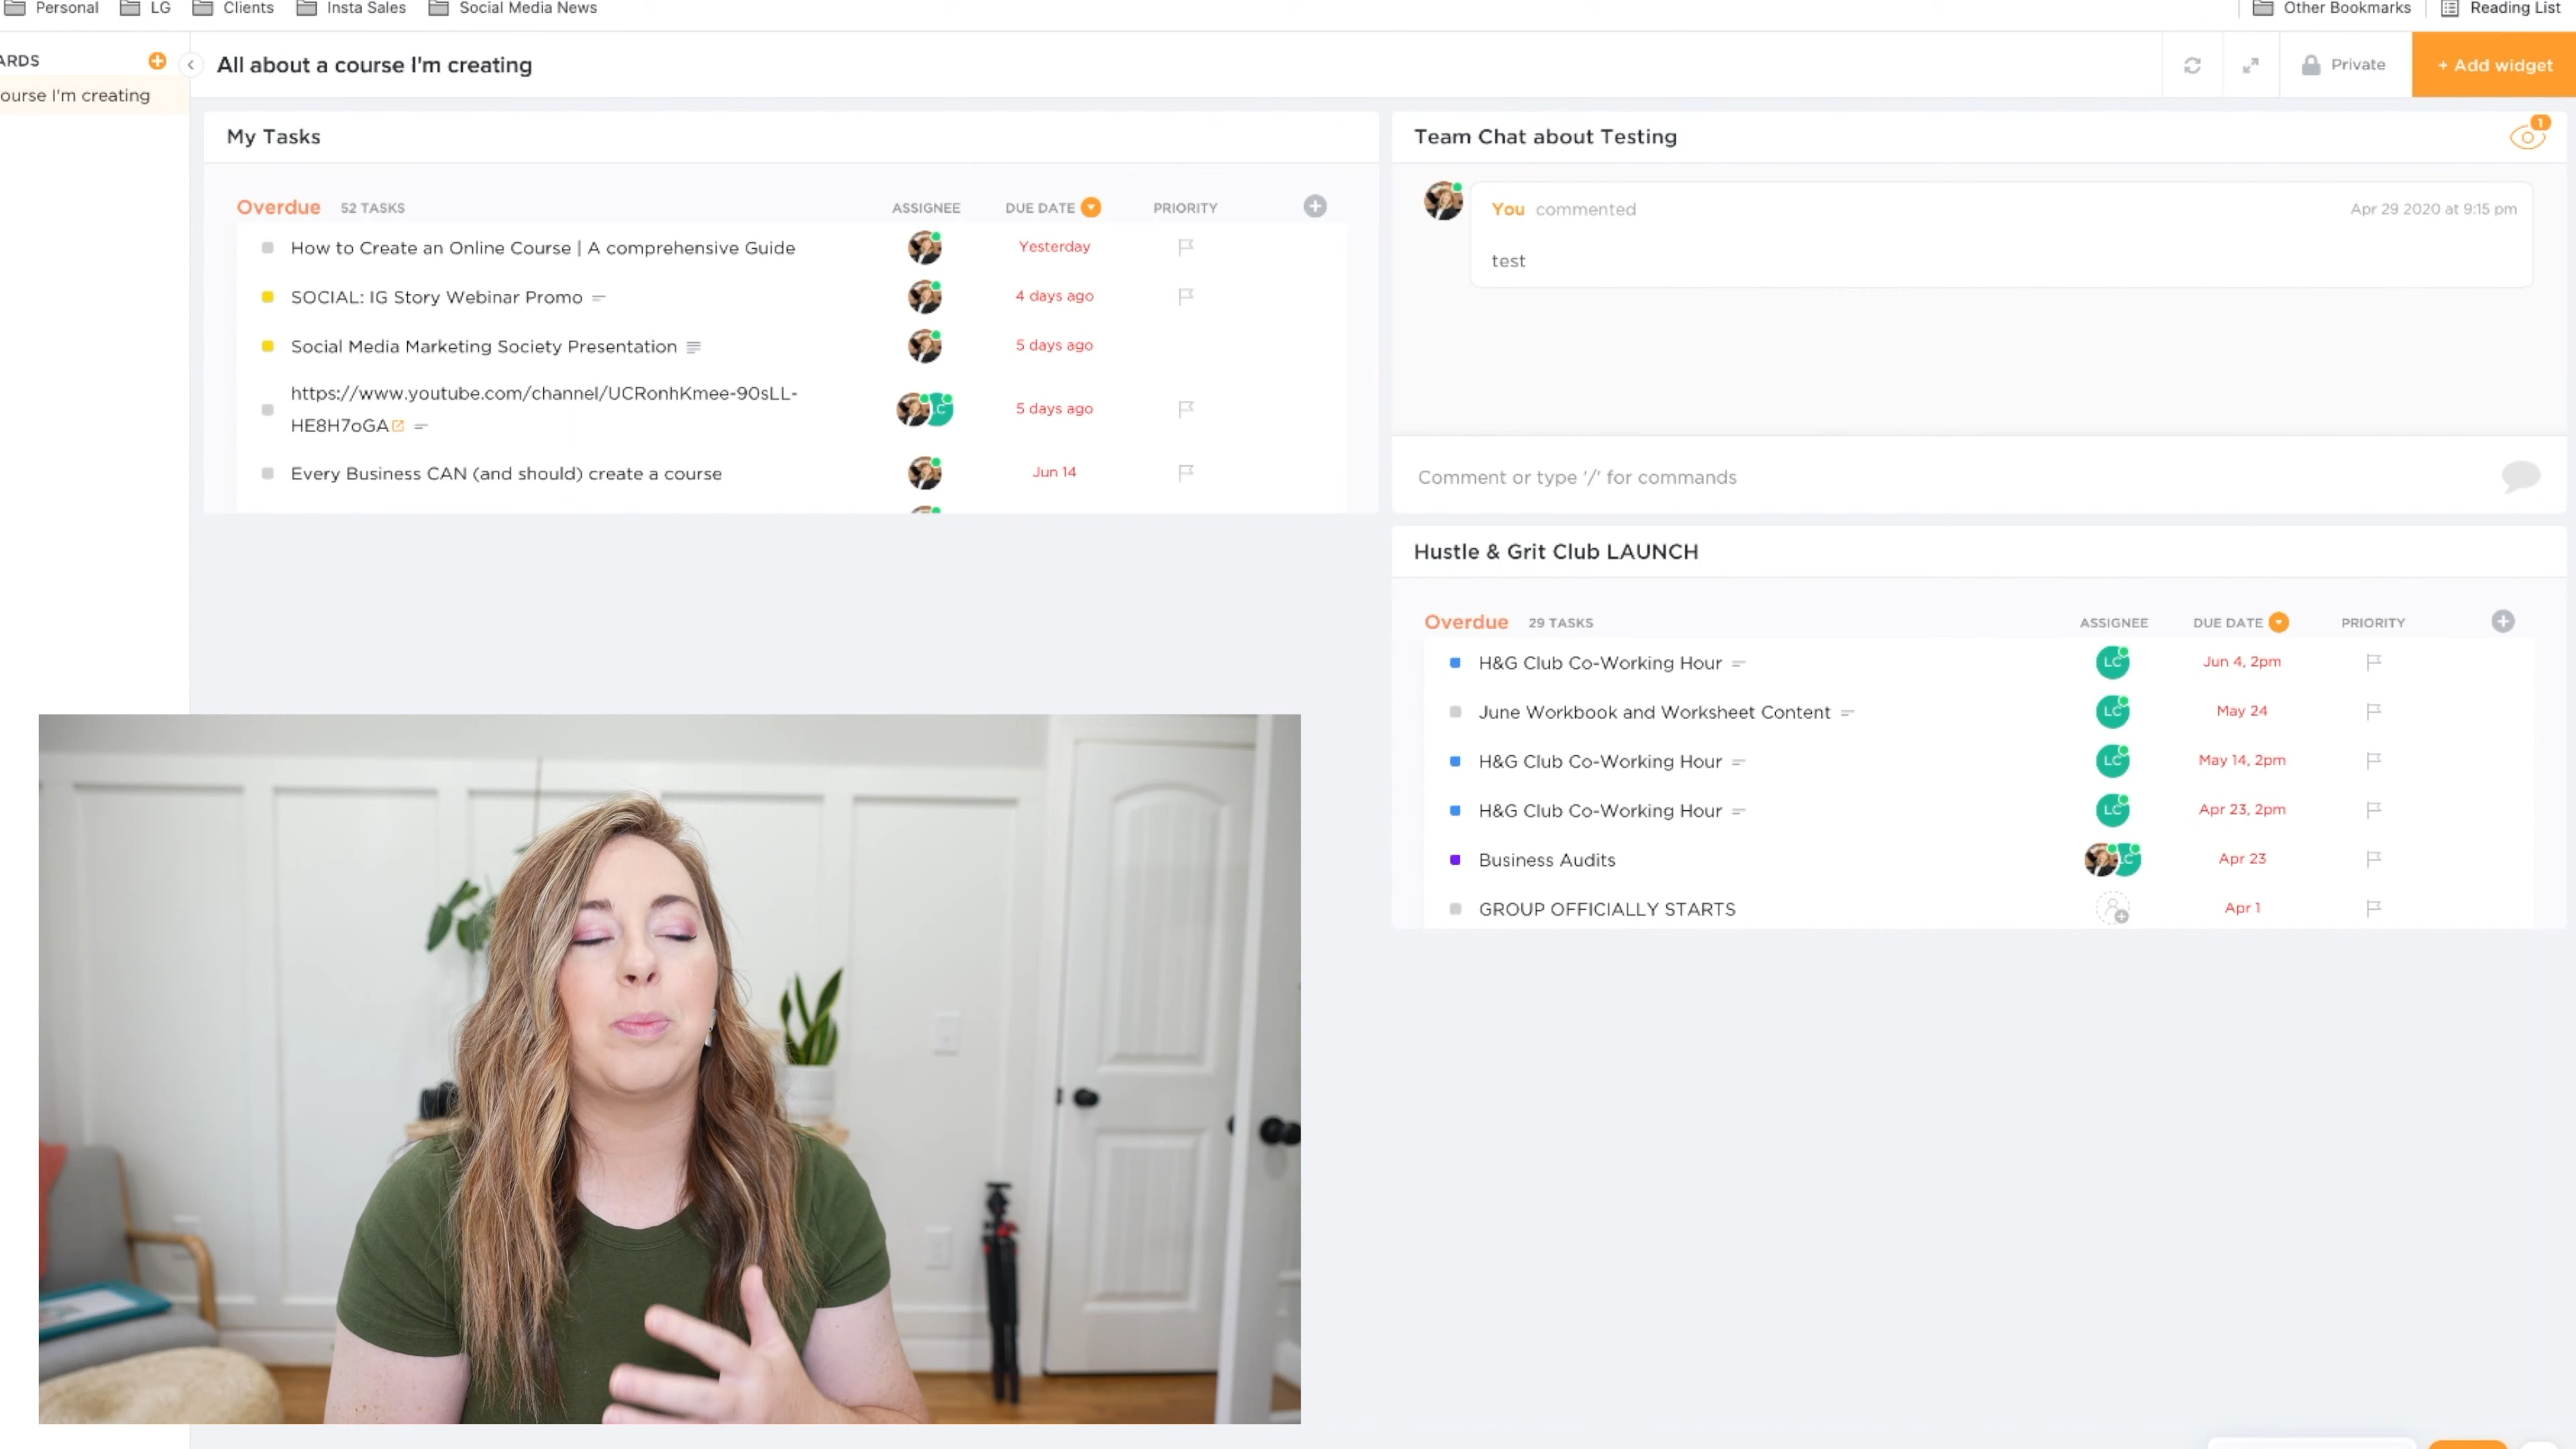 Personal LG Clients Insta Sales Social Media News Other Bookmarks Reading List
ARDS
ourse I'm creating
All about a course I'm creating
Private
+ Add widget
My Tasks
Overdue 52 TASKS ASSIGNEE DUE DATE PRIORITY
How to Create an Online Course | A comprehensive Guide Yesterday
SOCIAL: IG Story Webinar Promo 4 days ago
Social Media Marketing Society Presentation 5 days ago
https://www.youtube.com/channel/UCRonhKmee-90sLL-
HE8H7oGA LC 5 days ago
Every Business CAN (and should) create a course Jun 14
Team Chat about Testing 1
You commented Apr 29 2020 at 9:15 pm
test
Comment or type '/' for commands
Hustle & Grit Club LAUNCH
Overdue 29 TASKS ASSIGNEE DUE DATE PRIORITY
H&G Club Co-Working Hour LC Jun 4, 2pm
June Workbook and Worksheet Content LC May 24
H&G Club Co-Working Hour LC May 14, 2pm
H&G Club Co-Working Hour LC Apr 23, 2pm
Business Audits LC Apr 23
GROUP OFFICIALLY STARTS Apr 1